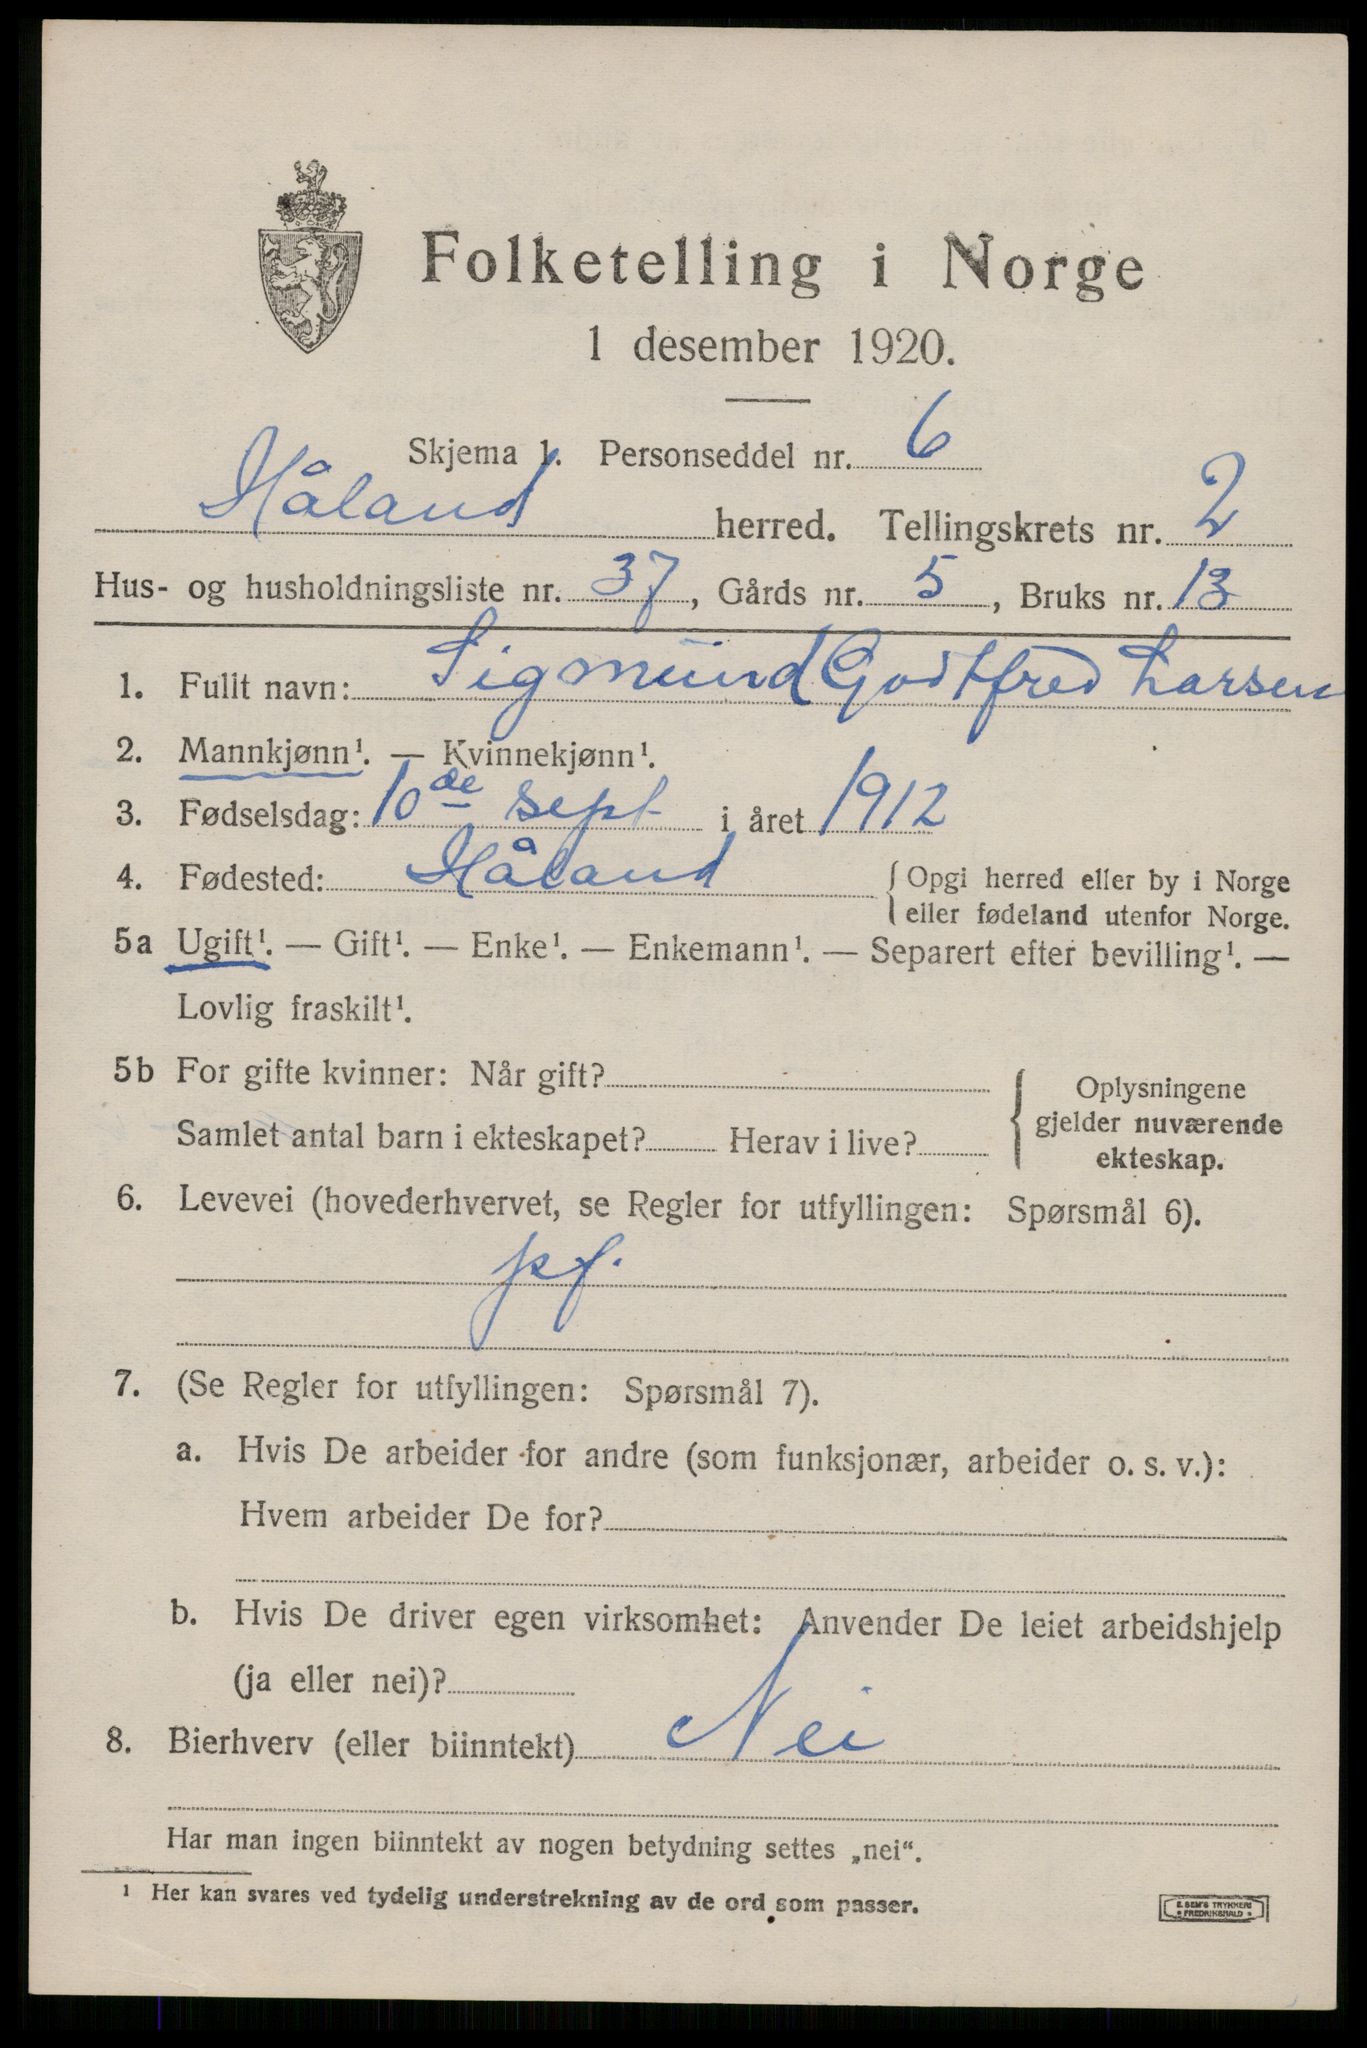 Folketelling i Norge
1 desember 1920.
Skjema 1. Personseddel nr. 6
Håland herred. Tellingskrets nr. 2
Hus- og husholdningsliste nr. 37, Gårds nr. 5, Bruks nr. 13
1. Fullt navn: Sigmund Godtfred Larsen
2. Mannkjønn¹. — Kvinnekjønn¹.
3. Fødselsdag: 10de sept i året 1912
4. Fødested: Håland { Opgi herred eller by i Norge
eller fødeland utenfor Norge.
5a Ugift¹. — Gift¹. — Enke¹. — Enkemann¹. — Separert efter bevilling¹. —
Lovlig fraskilt¹.
5b For gifte kvinner: Når gift?
Samlet antal barn i ekteskapet? Herav i live?
{ Oplysningene
gjelder nuværende
ekteskap.
6. Levevei (hovederhvervet, se Regler for utfyllingen: Spørsmål 6).
pf.
7. (Se Regler for utfyllingen: Spørsmål 7).
a. Hvis De arbeider for andre (som funksjonær, arbeider o. s. v.):
Hvem arbeider De for?
b. Hvis De driver egen virksomhet: Anvender De leiet arbeidshjelp
(ja eller nei)?
8. Bierhverv (eller biinntekt) Nei
Har man ingen biinntekt av nogen betydning settes „nei“.
¹ Her kan svares ved tydelig understrekning av de ord som passer.
E. SEM'S TRYKKERI
• FREDRIKSHALD •